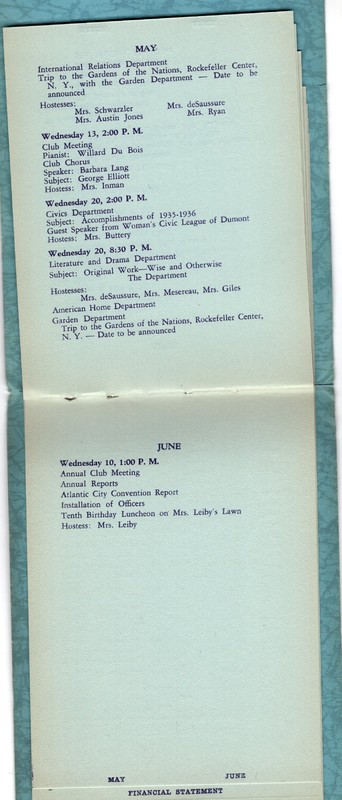 MAY
International Relations Department
Trip to the Gardens of the Nations, Rockefeller Center,
N. Y., with the Garden Department — Date to be
announced
Hostesses:
Mrs. Schwarzler Mrs. deSaussure
Mrs. Austin Jones Mrs. Ryan
Wednesday 13, 2:00 P. M.
Club Meeting
Pianist: Willard Du Bois
Club Chorus
Speaker: Barbara Lang
Subject: George Elliott
Hostess: Mrs. Inman
Wednesday 20, 2:00 P. M.
Civics Department
Subject: Accomplishments of 1935-1936
Guest Speaker from Woman's Civic League of Dumont
Hostess: Mrs. Buttery
Wednesday 20, 8:30 P. M.
Literature and Drama Department
Subject: Original Work—Wise and Otherwise
The Department
Hostesses:
Mrs. deSaussure, Mrs. Mesereau, Mrs. Giles
American Home Department
Garden Department
Trip to the Gardens of the Nations, Rockefeller Center,
N. Y. — Date to be announced
JUNE
Wednesday 10, 1:00 P. M.
Annual Club Meeting
Annual Reports
Atlantic City Convention Report
Installation of Officers
Tenth Birthday Luncheon on Mrs. Leiby's Lawn
Hostess: Mrs. Leiby
MAY JUNE
FINANCIAL STATEMENT